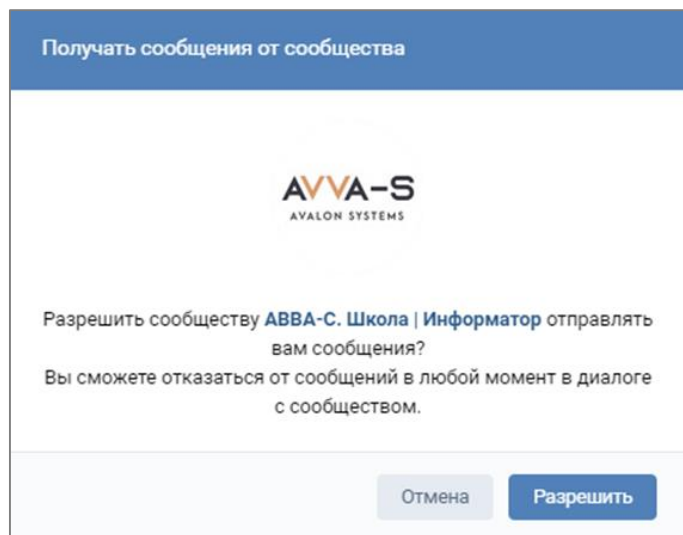 Получать сообщения от сообщества
AVVA-S
AVALON SYSTEMS
Разрешить сообществу АВВА-С. Школа | Информатор отправлять
вам сообщения?
Вы сможете отказаться от сообщений в любой момент в диалоге
с сообществом.
Отмена
Разрешить